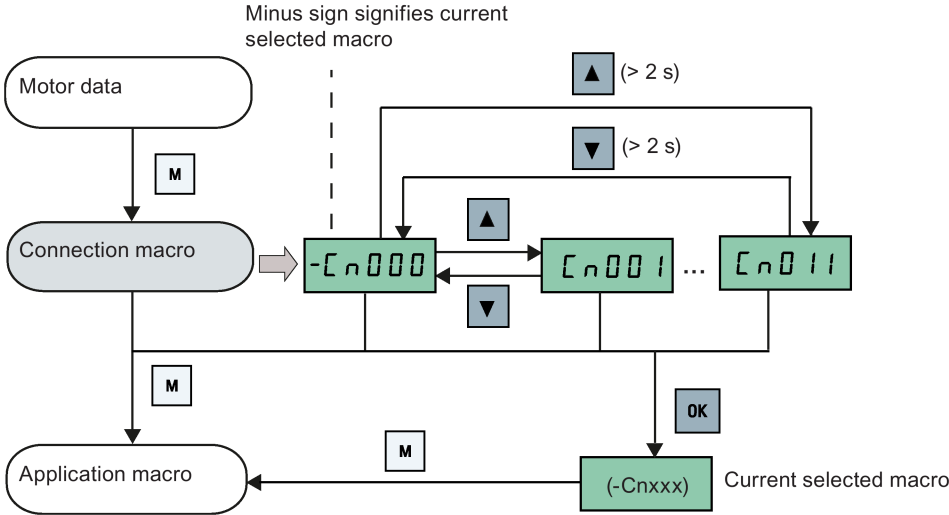 Minus sign signifies current
selected macro
Motor data
▲ (> 2 s)
▼ (> 2 s)
M
▲
Connection macro
-Cn000
Cn001
...
Cn011
▼
M
OK
M
Application macro
(-Cnxxx)
Current selected macro